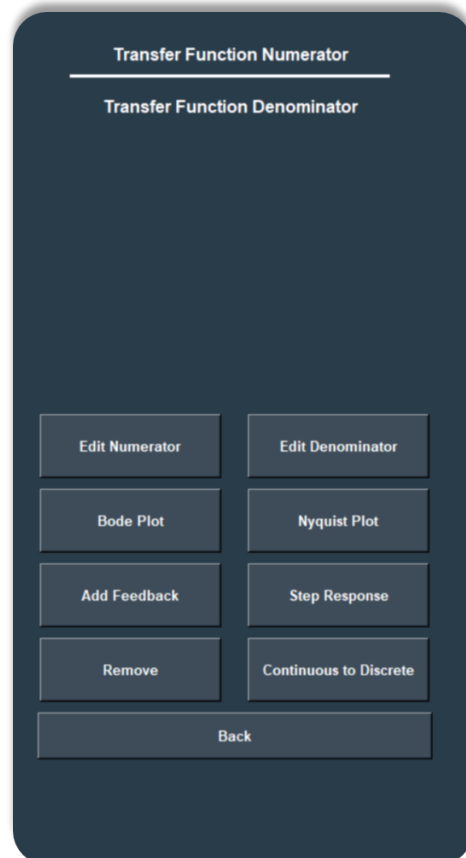 Transfer Function Numerator
Transfer Function Denominator
Edit Numerator
Edit Denominator
Bode Plot
Nyquist Plot
Add Feedback
Step Response
Remove
Continuous to Discrete
Back